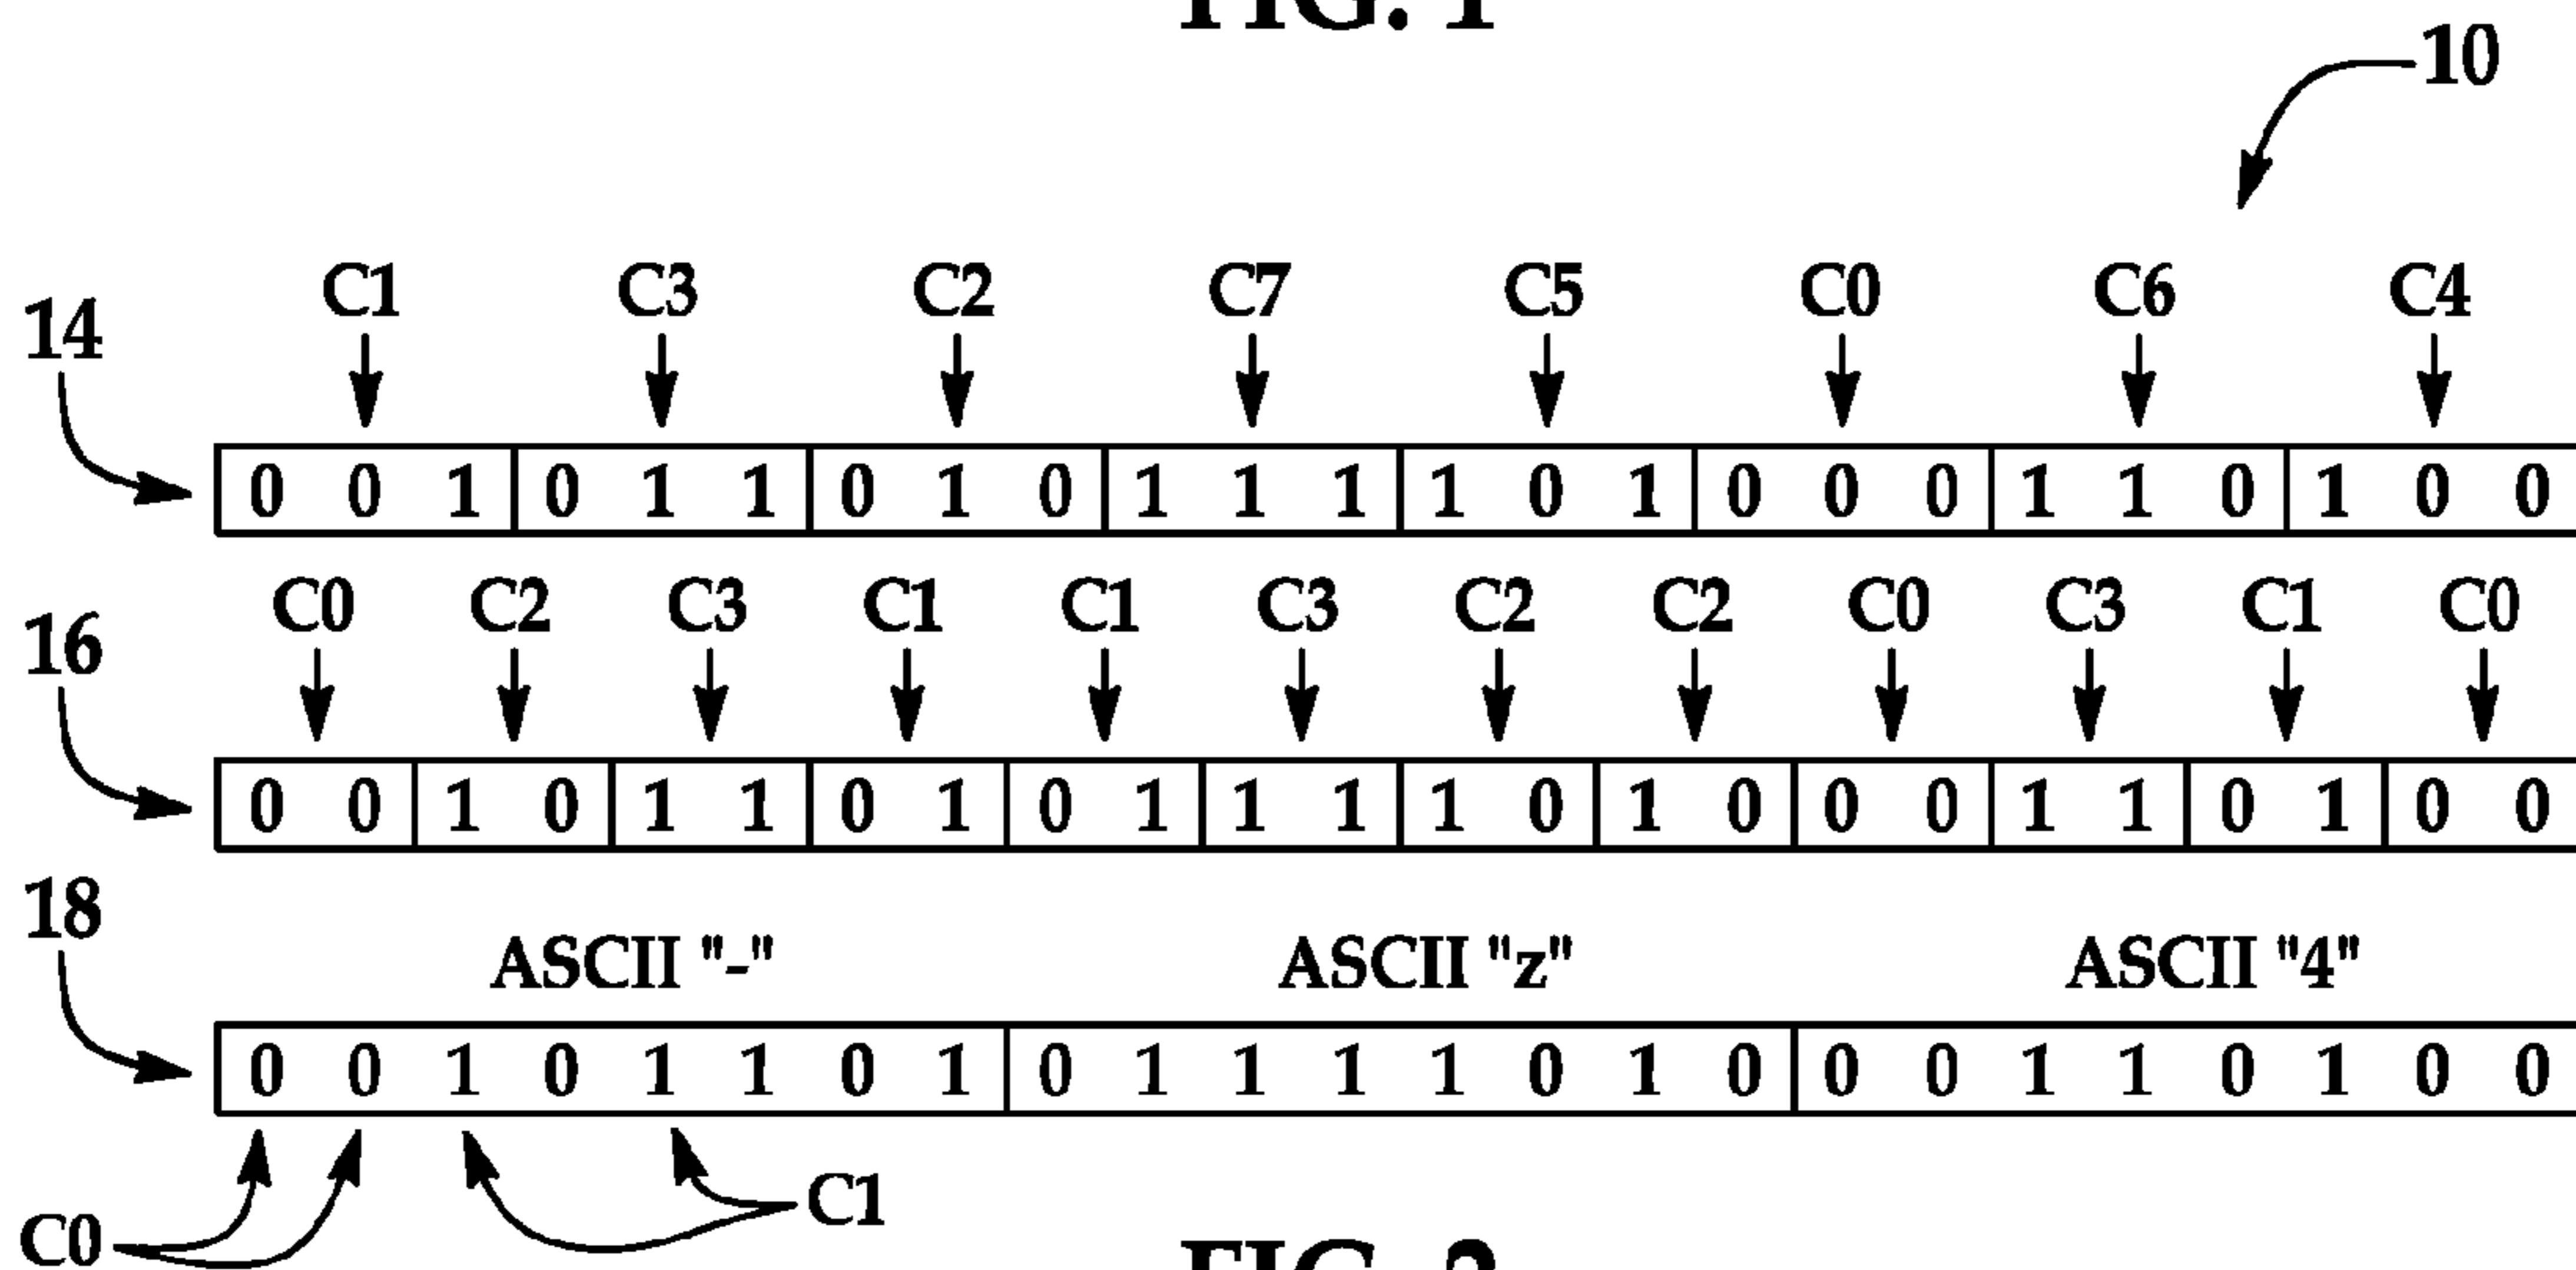 FIG. 1
10
C1 C3 C2 C7 C5 C0 C6 C4
14
0 0 1 0 1 1 0 1 0 1 1 1 1 0 1 0 0 0 1 1 0 1 0 0
C0 C2 C3 C1 C1 C3 C2 C2 C0 C3 C1 C0
16
0 0 1 0 1 1 0 1 0 1 1 1 1 0 1 0 0 0 1 1 0 1 0 0
18
ASCII "-" ASCII "z" ASCII "4"
0 0 1 0 1 1 0 1 0 1 1 1 1 0 1 0 0 0 1 1 0 1 0 0
C1
C0
FIG. 2